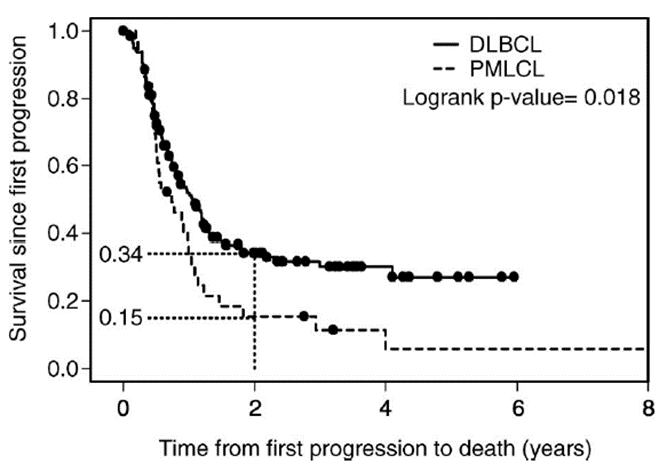 Survival since first progression
1.0
0.8
0.6
0.4
0.34
0.2
0.15
0.0
DLBCL
PMLCL
Logrank p-value= 0.018
0 2 4 6 8
Time from first progression to death (years)